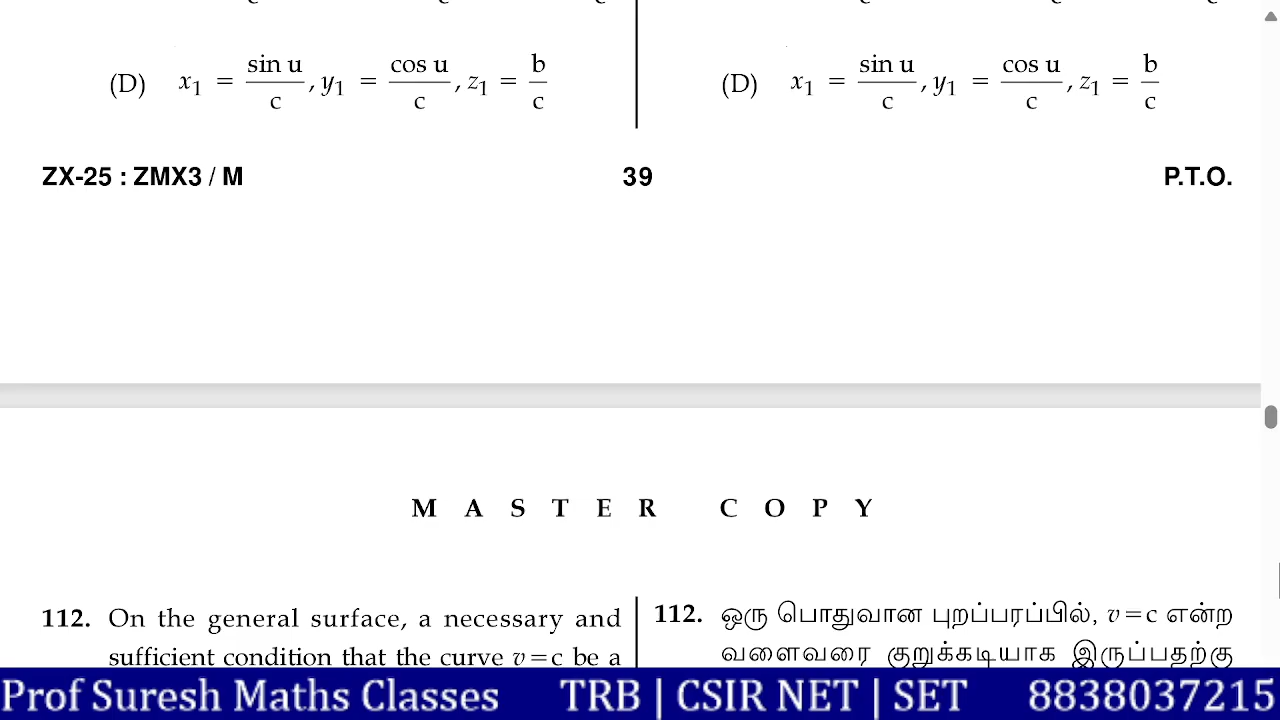 (D) x₁ = sin u / c , y₁ = cos u / c , z₁ = b / c
(D) x₁ = sin u / c , y₁ = cos u / c , z₁ = b / c
ZX-25 : ZMX3 / M 39 P.T.O.
MASTER COPY
112. On the general surface, a necessary and
sufficient condition that the curve v=c be a
112. ஒரு பொதுவான புறப்பரப்பில், v=c என்ற
வளைவரை குறுக்கடியாக இருப்பதற்கு
Prof Suresh Maths Classes TRB | CSIR NET | SET 8838037215